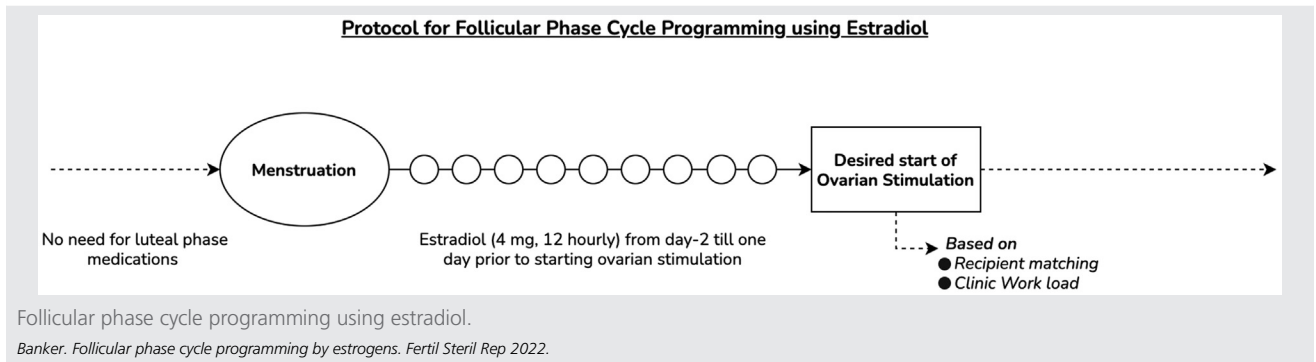 Protocol for Follicular Phase Cycle Programming using Estradiol
Menstruation
Desired start of
Ovarian Stimulation
No need for luteal phase
medications
Estradiol (4 mg, 12 hourly) from day-2 till one
day prior to starting ovarian stimulation
Based on
● Recipient matching
● Clinic Work load
Follicular phase cycle programming using estradiol.
Banker. Follicular phase cycle programming by estrogens. Fertil Steril Rep 2022.